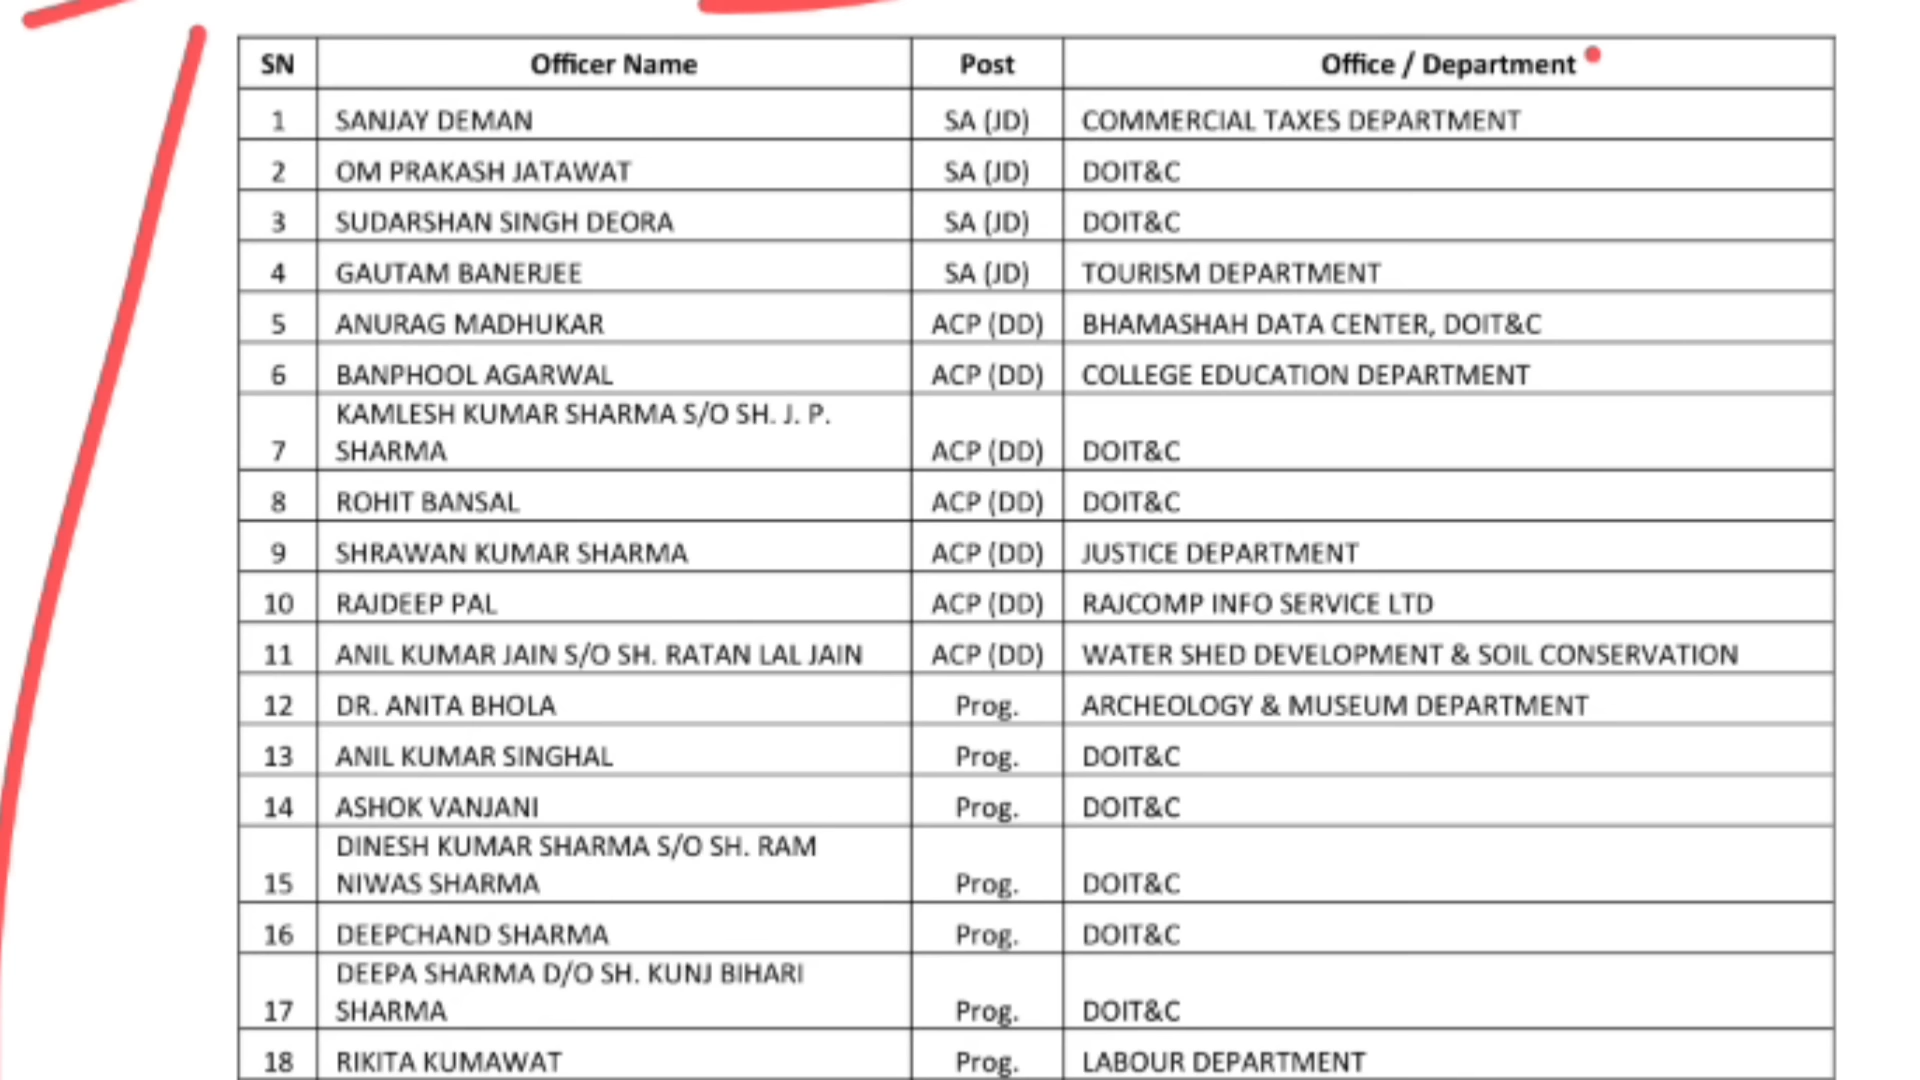 SN Officer Name Post Office / Department
1 SANJAY DEMAN SA (JD) COMMERCIAL TAXES DEPARTMENT
2 OM PRAKASH JATAWAT SA (JD) DOIT&C
3 SUDARSHAN SINGH DEORA SA (JD) DOIT&C
4 GAUTAM BANERJEE SA (JD) TOURISM DEPARTMENT
5 ANURAG MADHUKAR ACP (DD) BHAMASHAH DATA CENTER, DOIT&C
6 BANPHOOL AGARWAL ACP (DD) COLLEGE EDUCATION DEPARTMENT
KAMLESH KUMAR SHARMA S/O SH. J. P.
7 SHARMA ACP (DD) DOIT&C
8 ROHIT BANSAL ACP (DD) DOIT&C
9 SHRAWAN KUMAR SHARMA ACP (DD) JUSTICE DEPARTMENT
10 RAJDEEP PAL ACP (DD) RAJCOMP INFO SERVICE LTD
11 ANIL KUMAR JAIN S/O SH. RATAN LAL JAIN ACP (DD) WATER SHED DEVELOPMENT & SOIL CONSERVATION
12 DR. ANITA BHOLA Prog. ARCHEOLOGY & MUSEUM DEPARTMENT
13 ANIL KUMAR SINGHAL Prog. DOIT&C
14 ASHOK VANJANI Prog. DOIT&C
DINESH KUMAR SHARMA S/O SH. RAM
15 NIWAS SHARMA Prog. DOIT&C
16 DEEPCHAND SHARMA Prog. DOIT&C
DEEPA SHARMA D/O SH. KUNJ BIHARI
17 SHARMA Prog. DOIT&C
18 RIKITA KUMAWAT Prog. LABOUR DEPARTMENT